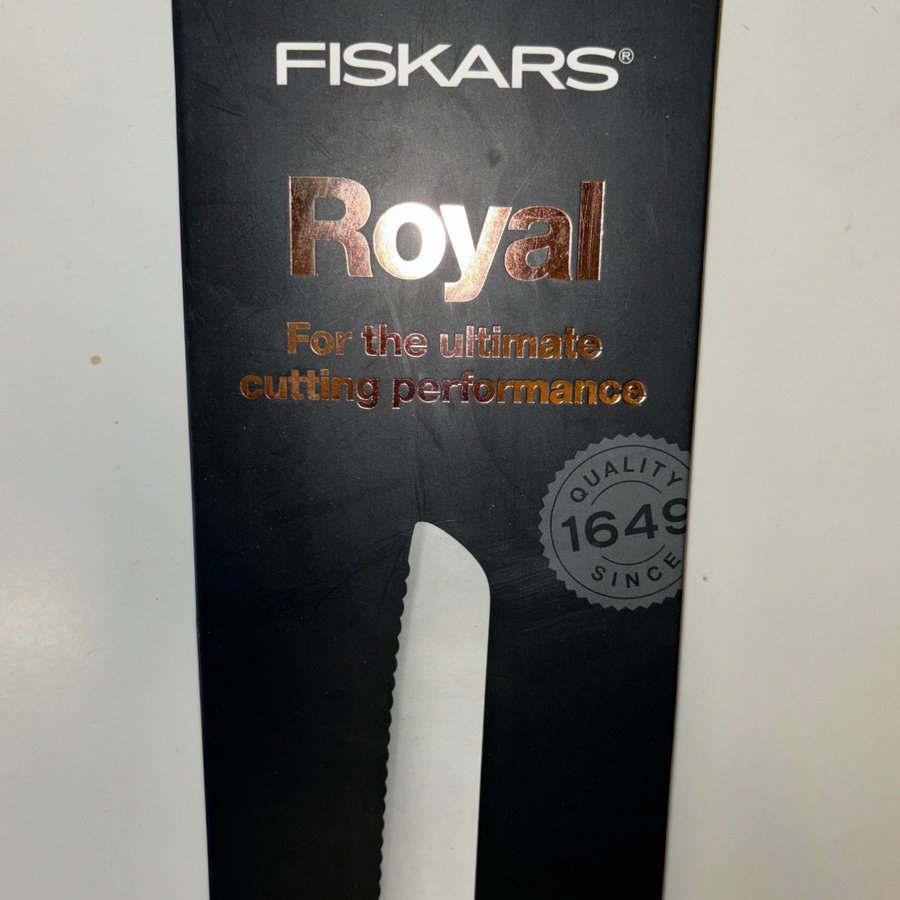 FISKARS®
Royal
For the ultimate
cutting performance
QUALITY
1649
SINCE